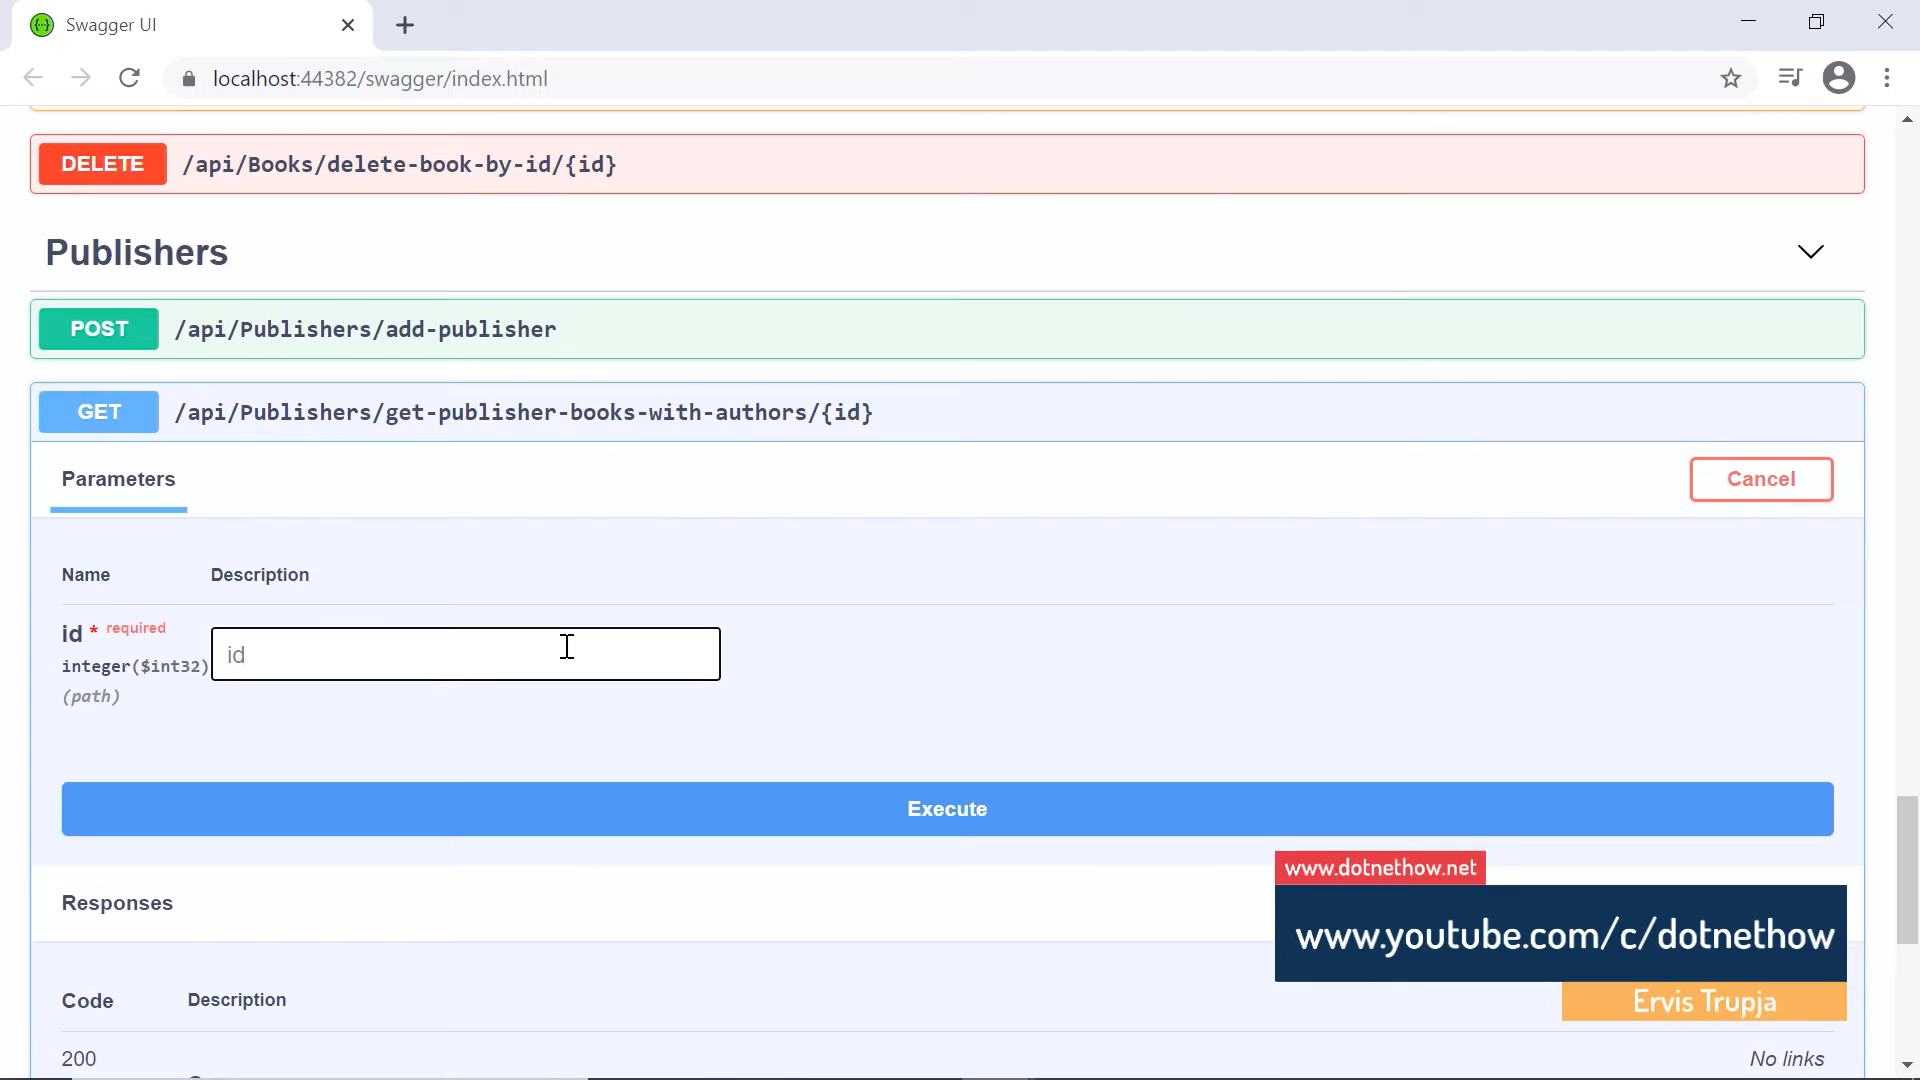 Swagger UI
localhost:44382/swagger/index.html
DELETE /api/Books/delete-book-by-id/{id}
Publishers
POST /api/Publishers/add-publisher
GET /api/Publishers/get-publisher-books-with-authors/{id}
Parameters Cancel
Name Description
id * required
integer($int32)
(path)
id
Execute
Responses
www.dotnethow.net
www.youtube.com/c/dotnethow
Ervis Trupja
Code Description
200 No links